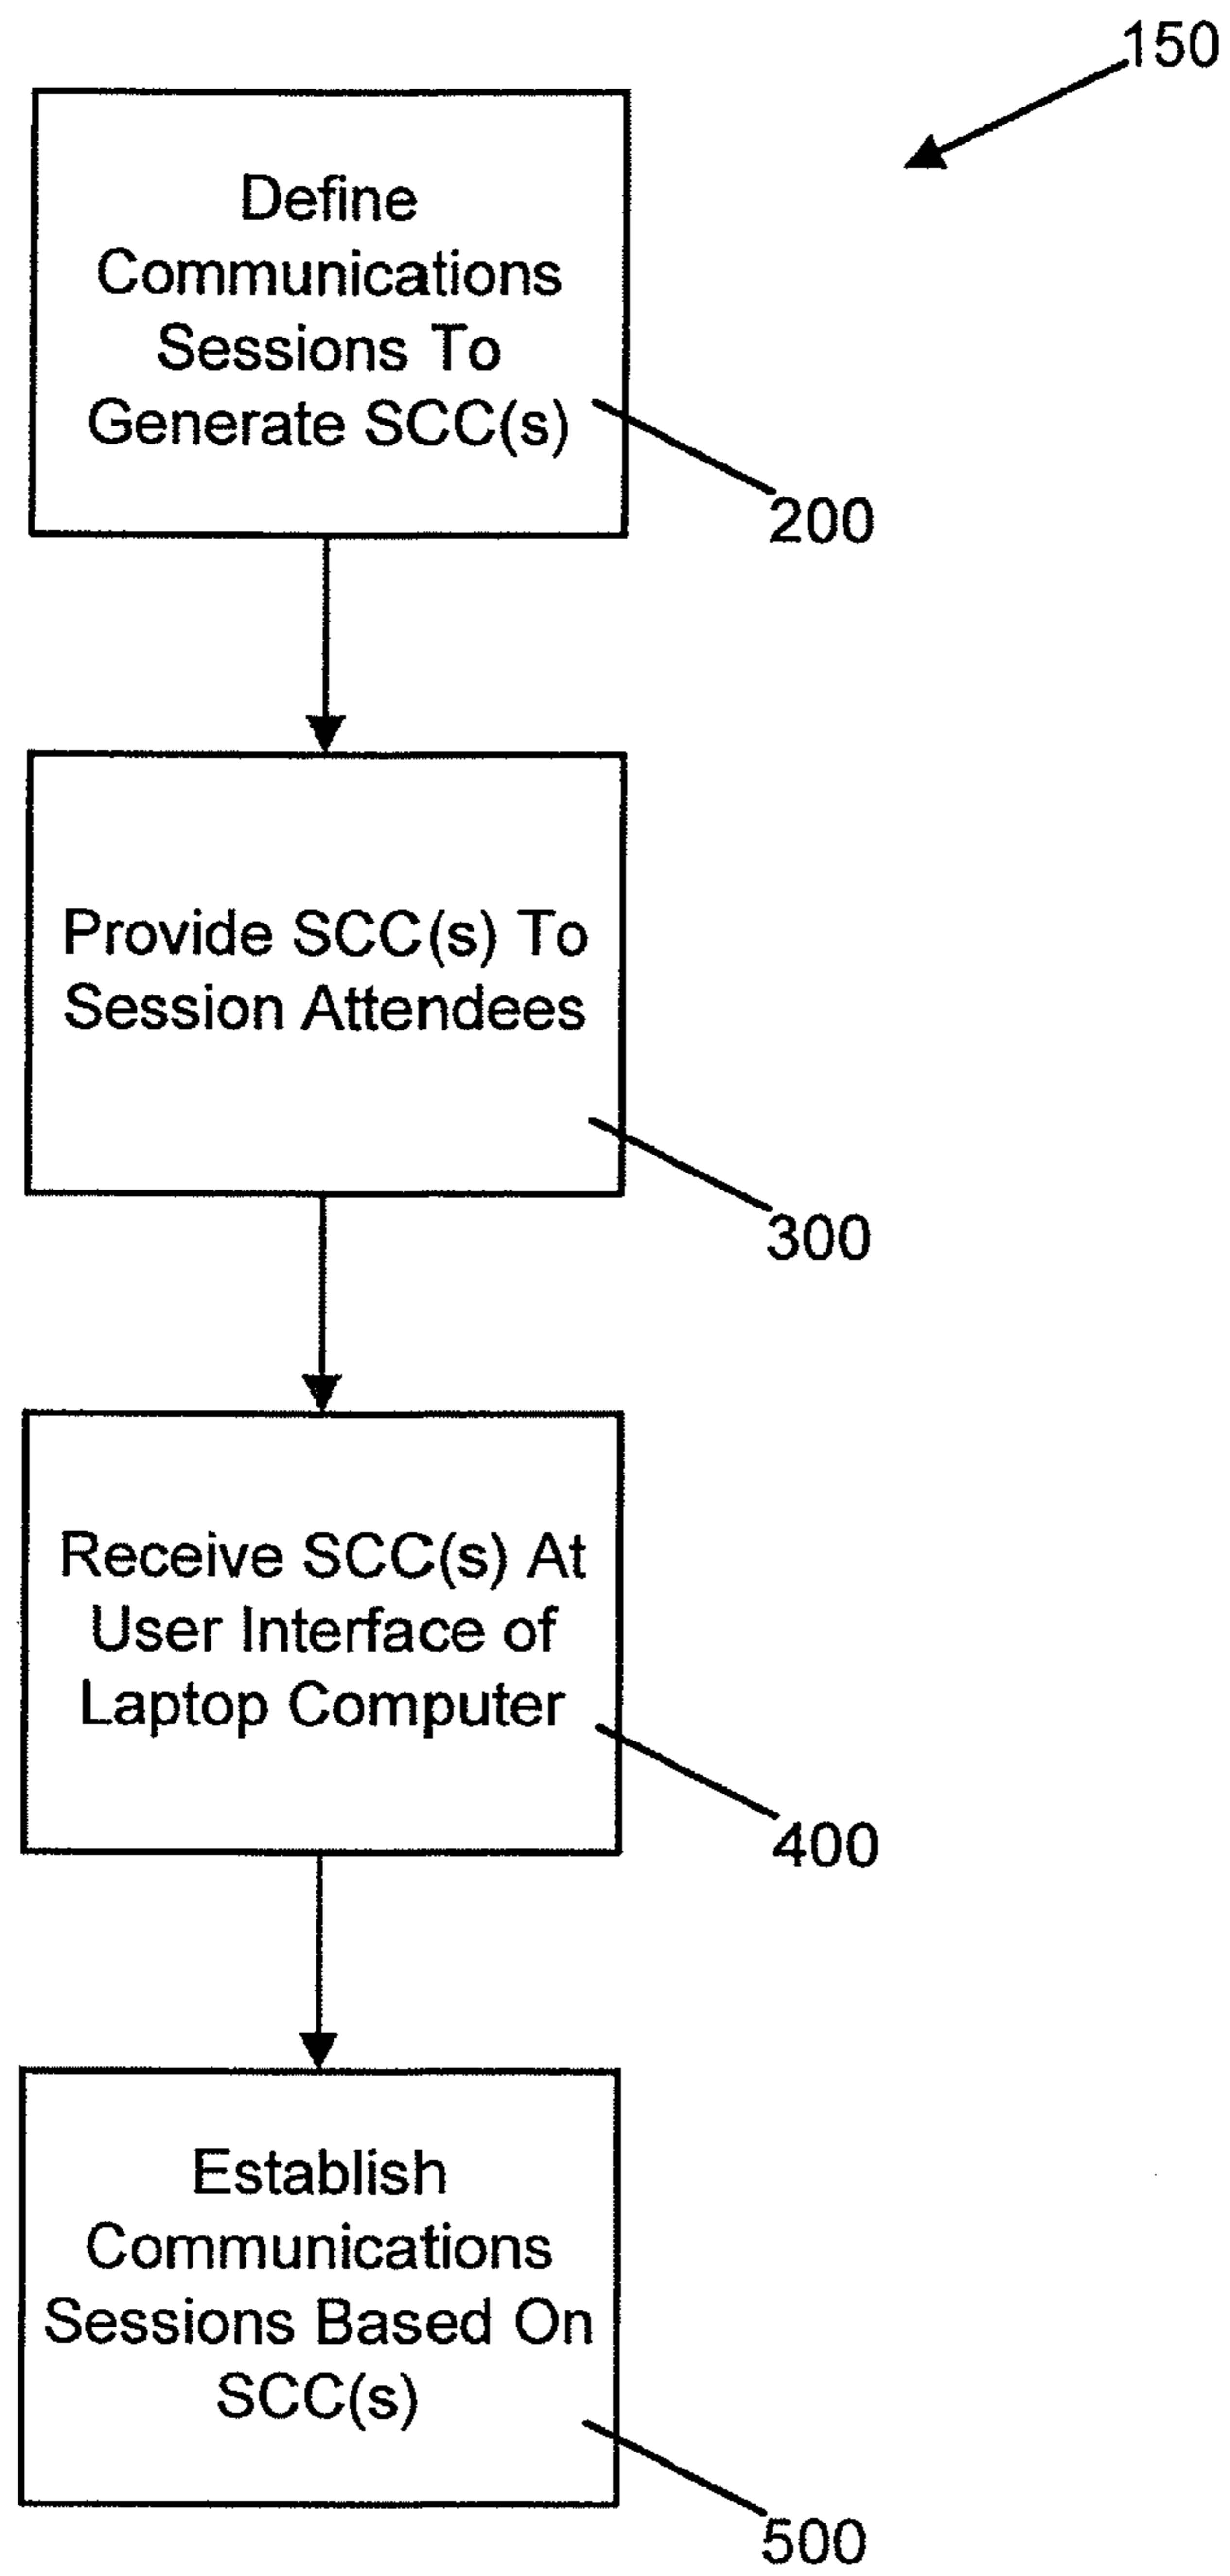 150
Define
Communications
Sessions To
Generate SCC(s)
200
Provide SCC(s) To
Session Attendees
300
Receive SCC(s) At
User Interface of
Laptop Computer
400
Establish
Communications
Sessions Based On
SCC(s)
500